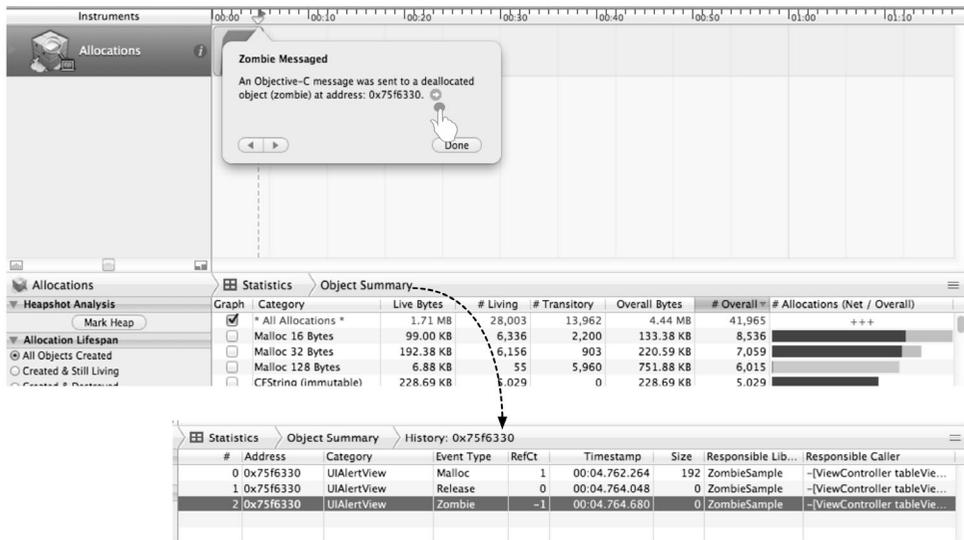 Instruments
00:00 00:10 00:20 00:30 00:40 00:50 01:00 01:10
Allocations
Zombie Messaged
An Objective-C message was sent to a deallocated
object (zombie) at address: 0x75f6330.
Done
Allocations
Statistics Object Summary
Heapshot Analysis
Graph Category Live Bytes # Living # Transitory Overall Bytes # Overall # Allocations (Net / Overall)
Mark Heap
* All Allocations * 1.71 MB 28,003 13,962 4.44 MB 41,965 +++
Allocation Lifespan
Malloc 16 Bytes 99.00 KB 6,336 2,200 133.38 KB 8,536
All Objects Created
Malloc 32 Bytes 192.38 KB 6,156 903 220.59 KB 7,059
Created & Still Living
Malloc 128 Bytes 6.88 KB 55 5,960 751.88 KB 6,015
Created & Destroyed
CFString (immutable) 228.69 KB 5,029 0 228.69 KB 5,029
Statistics Object Summary History: 0x75f6330
# Address Category Event Type RefCt Timestamp Size Responsible Lib... Responsible Caller
0 0x75f6330 UIAlertView Malloc 1 00:04.762.264 192 ZombieSample -[ViewController tableVie...
1 0x75f6330 UIAlertView Release 0 00:04.764.048 0 ZombieSample -[ViewController tableVie...
2 0x75f6330 UIAlertView Zombie -1 00:04.764.680 0 ZombieSample -[ViewController tableVie...